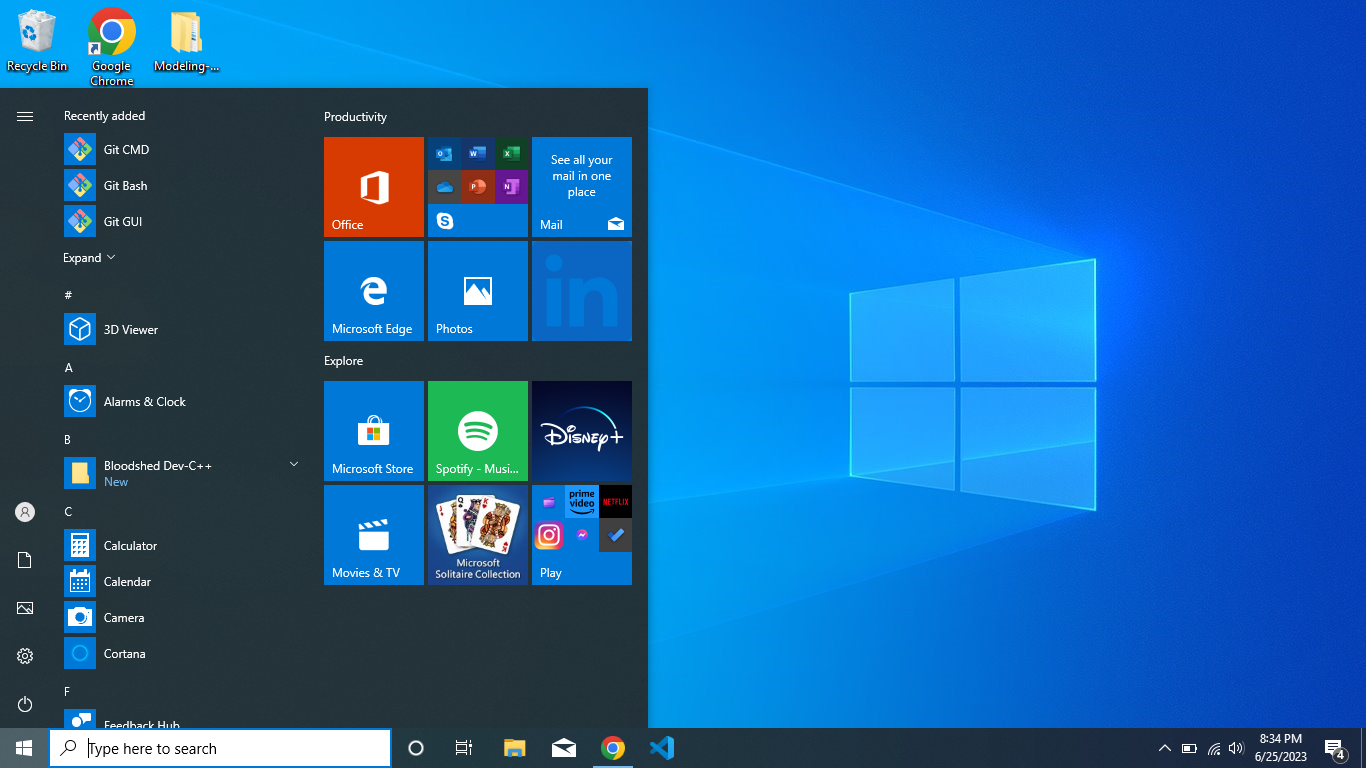 Recycle Bin
Google
Chrome
Modeling-...
Recently added
Git CMD
Git Bash
Git GUI
Expand
#
3D Viewer
A
Alarms & Clock
B
Bloodshed Dev-C++
New
C
Calculator
Calendar
Camera
Cortana
F
Feedback Hub
Productivity
Office
See all your
mail in one
place
Mail
Microsoft Edge
Photos
in
Explore
Microsoft Store
Spotify - Musi...
Disney+
Movies & TV
Microsoft
Solitaire Collection
prime
video
NETFLIX
Play
Type here to search
8:34 PM
6/25/2023
4